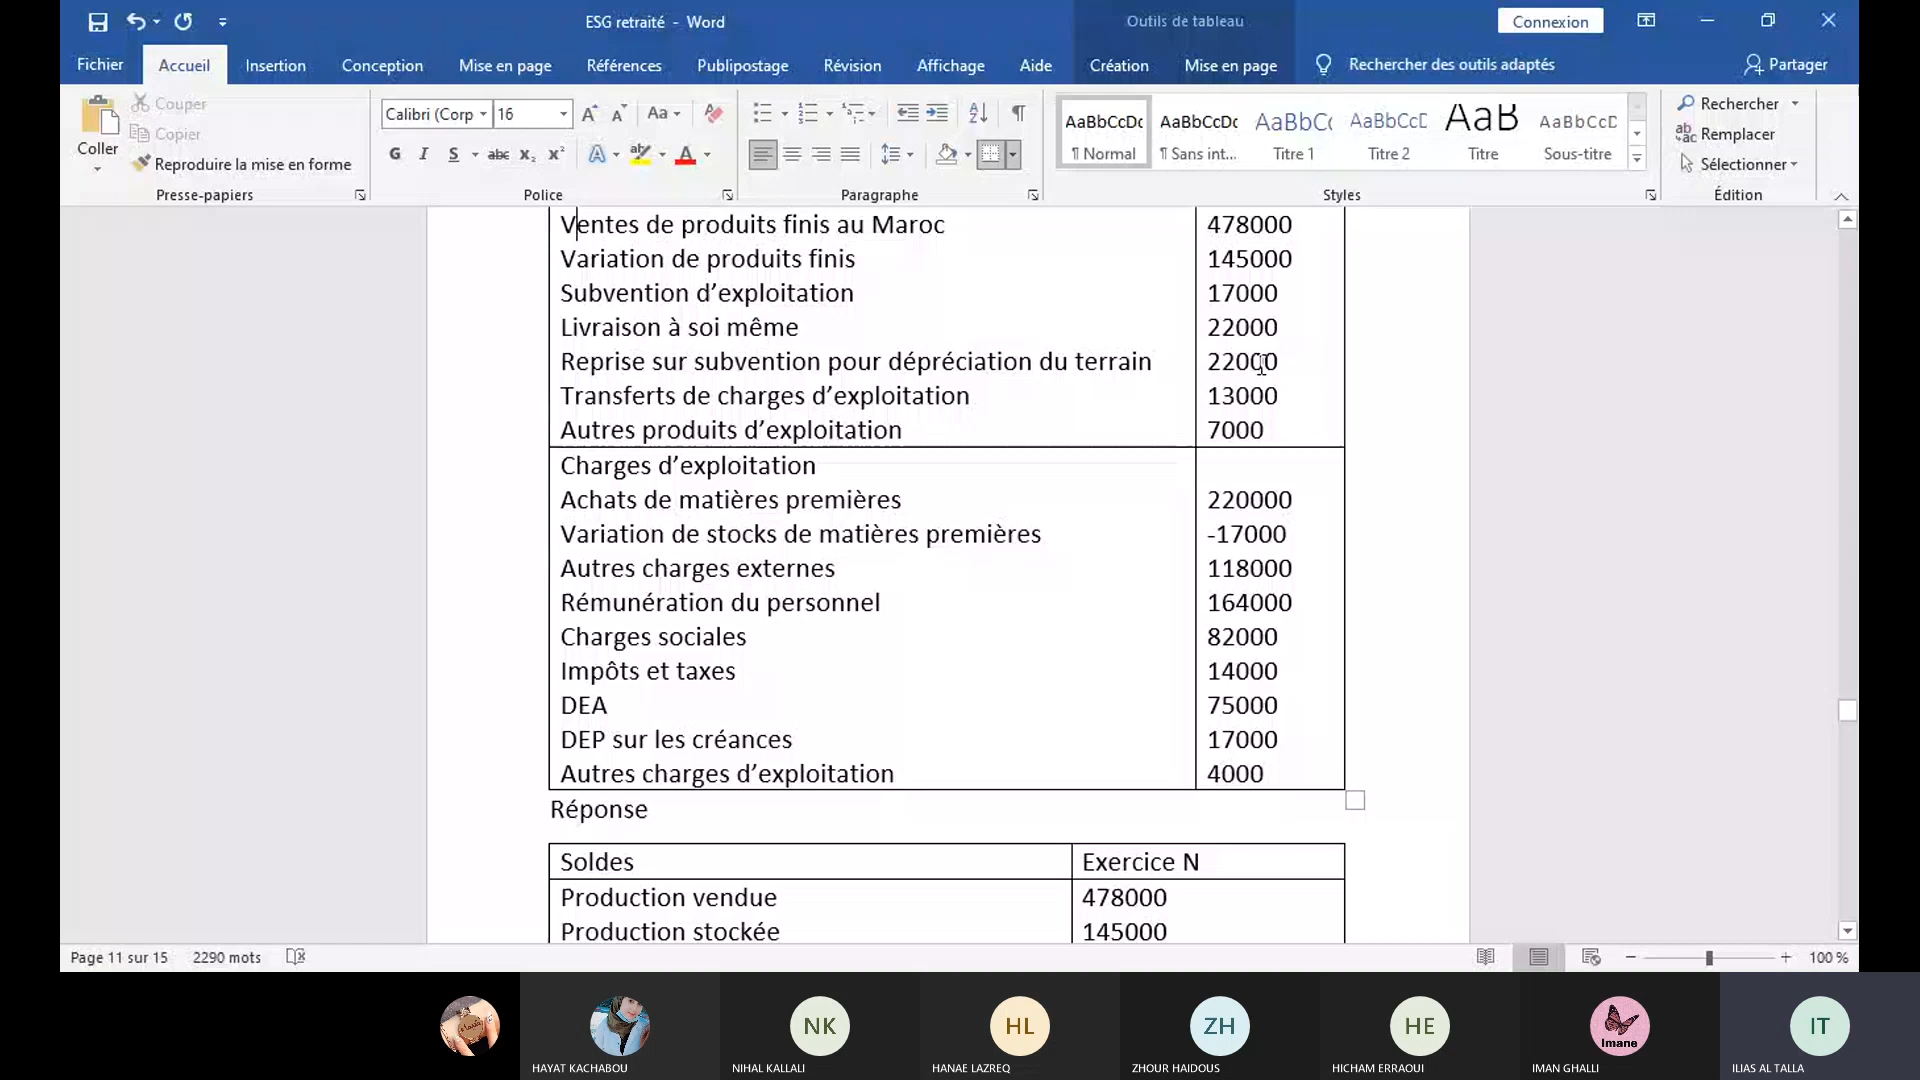 ESG retraité - Word
Outils de tableau
Connexion
Fichier
Accueil
Insertion
Conception
Mise en page
Références
Publipostage
Révision
Affichage
Aide
Création
Mise en page
Rechercher des outils adaptés
Partager
Coller
Couper
Copier
Reproduire la mise en forme
Presse-papiers
Calibri (Corp
16
Aa
G I S abc X₂ X²
Police
Paragraphe
AaBbCcDc AaBbCcDc AaBbCc AaBbCcD AaB AaBbCcD
¶ Normal ¶ Sans int... Titre 1 Titre 2 Titre Sous-titre
Styles
Rechercher
Remplacer
Sélectionner
Édition
Ventes de produits finis au Maroc 478000
Variation de produits finis 145000
Subvention d’exploitation 17000
Livraison à soi même 22000
Reprise sur subvention pour dépréciation du terrain 22000
Transferts de charges d’exploitation 13000
Autres produits d’exploitation 7000
Charges d’exploitation
Achats de matières premières 220000
Variation de stocks de matières premières -17000
Autres charges externes 118000
Rémunération du personnel 164000
Charges sociales 82000
Impôts et taxes 14000
DEA 75000
DEP sur les créances 17000
Autres charges d’exploitation 4000
Réponse
Soldes Exercice N
Production vendue 478000
Production stockée 145000
Page 11 sur 15 2290 mots
100 %
NK
HL
ZH
HE
Imane
IT
HAYAT KACHABOU
NIHAL KALLALI
HANAE LAZREQ
ZHOUR HAIDOUS
HICHAM ERRAOUI
IMAN GHALLI
ILIAS AL TALLA